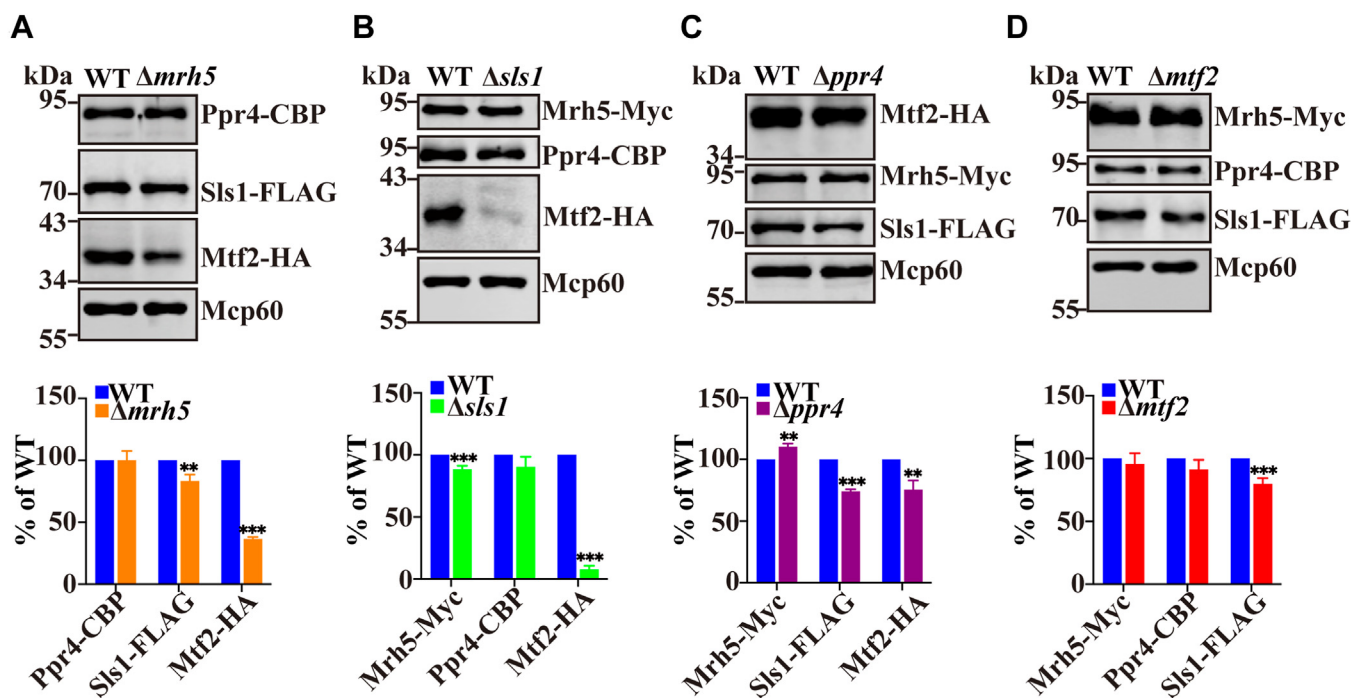 A
kDa WT Δmrh5
95
Ppr4-CBP
70
Sls1-FLAG
43
Mtf2-HA
34
Mcp60
55
WT
Δmrh5
% of WT
150
100
50
0
**
***
Ppr4-CBP
Sls1-FLAG
Mtf2-HA
B
kDa WT Δsls1
95
Mrh5-Myc
95
Ppr4-CBP
43
Mtf2-HA
34
Mcp60
55
WT
Δsls1
% of WT
150
100
50
0
***
***
Mrh5-Myc
Ppr4-CBP
Mtf2-HA
C
kDa WT Δppr4
Mtf2-HA
34
95
Mrh5-Myc
70
Sls1-FLAG
Mcp60
55
WT
Δppr4
% of WT
150
100
50
0
**
***
**
Mrh5-Myc
Sls1-FLAG
Mtf2-HA
D
kDa WT Δmtf2
95
Mrh5-Myc
95
Ppr4-CBP
70
Sls1-FLAG
Mcp60
55
WT
Δmtf2
% of WT
150
100
50
0
***
Mrh5-Myc
Ppr4-CBP
Sls1-FLAG